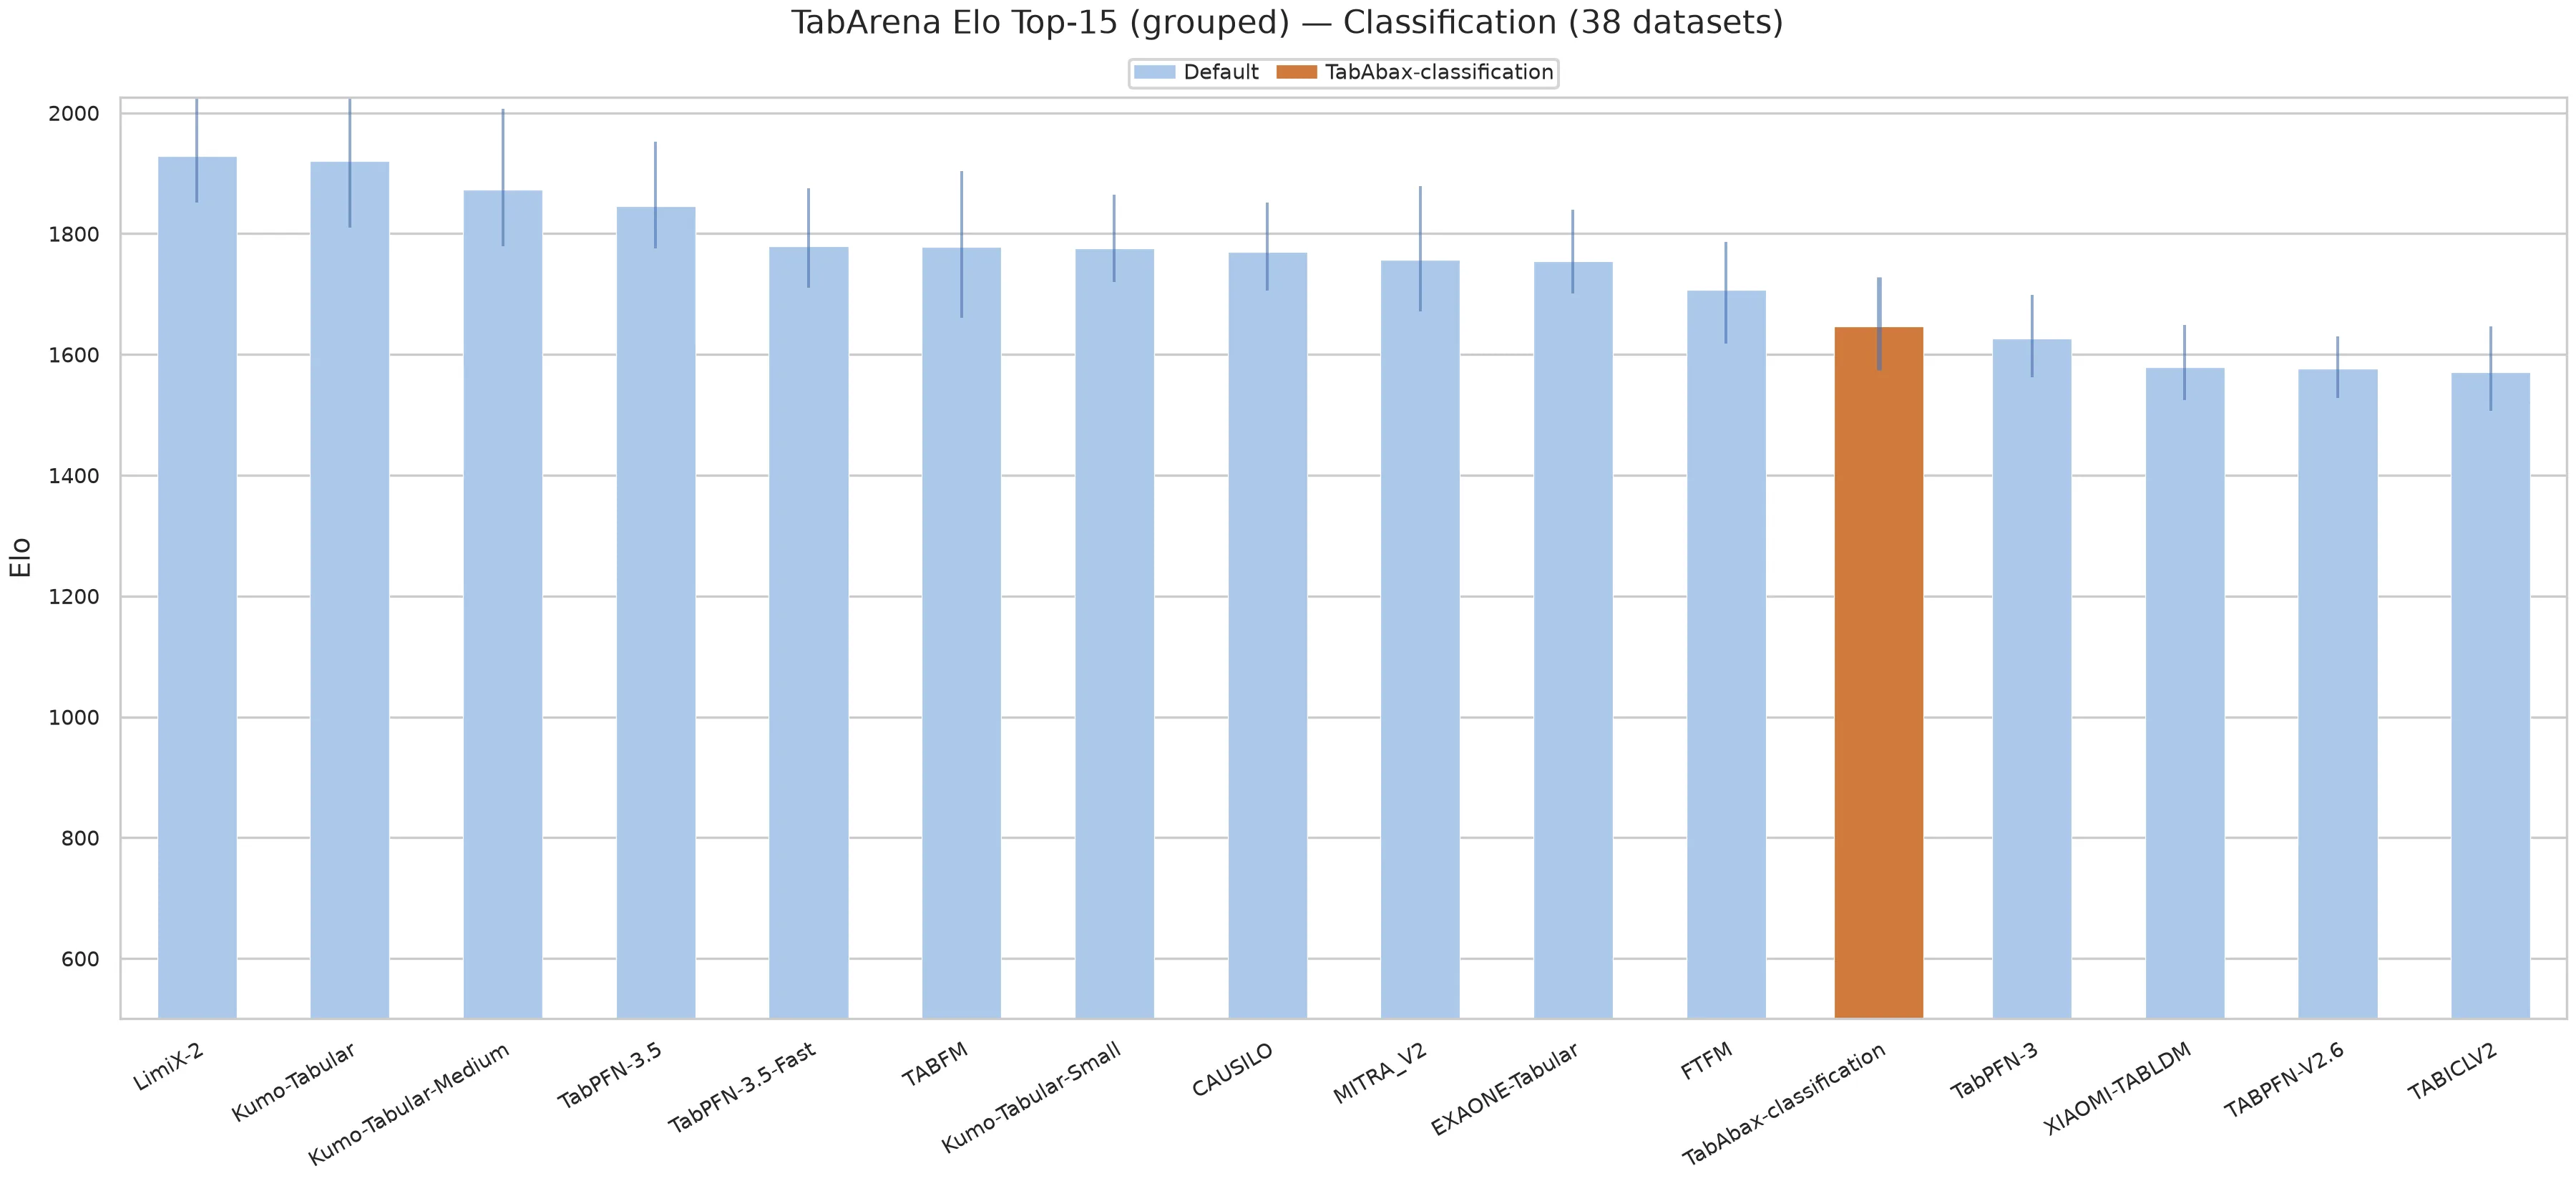 TabArena Elo Top-15 (grouped) — Classification (38 datasets)
Default
TabAbax-classification
2000
1800
1600
1400
1200
1000
800
600
Elo
LimiX-2
Kumo-Tabular
Kumo-Tabular-Medium
TabPFN-3.5
TabPFN-3.5-Fast
TABFM
Kumo-Tabular-Small
CAUSILO
MITRA_V2
EXAONE-Tabular
FTFM
TabAbax-classification
TabPFN-3
XIAOMI-TABLDM
TABPFN-V2.6
TABICLV2